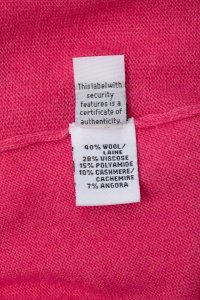 This label with
security
features is a
certificate of
authenticity.
40% WOOL/
LAINE
28% VISCOSE
15% POLYAMIDE
10% CASHMERE/
CACHEMIRE
7% ANGORA